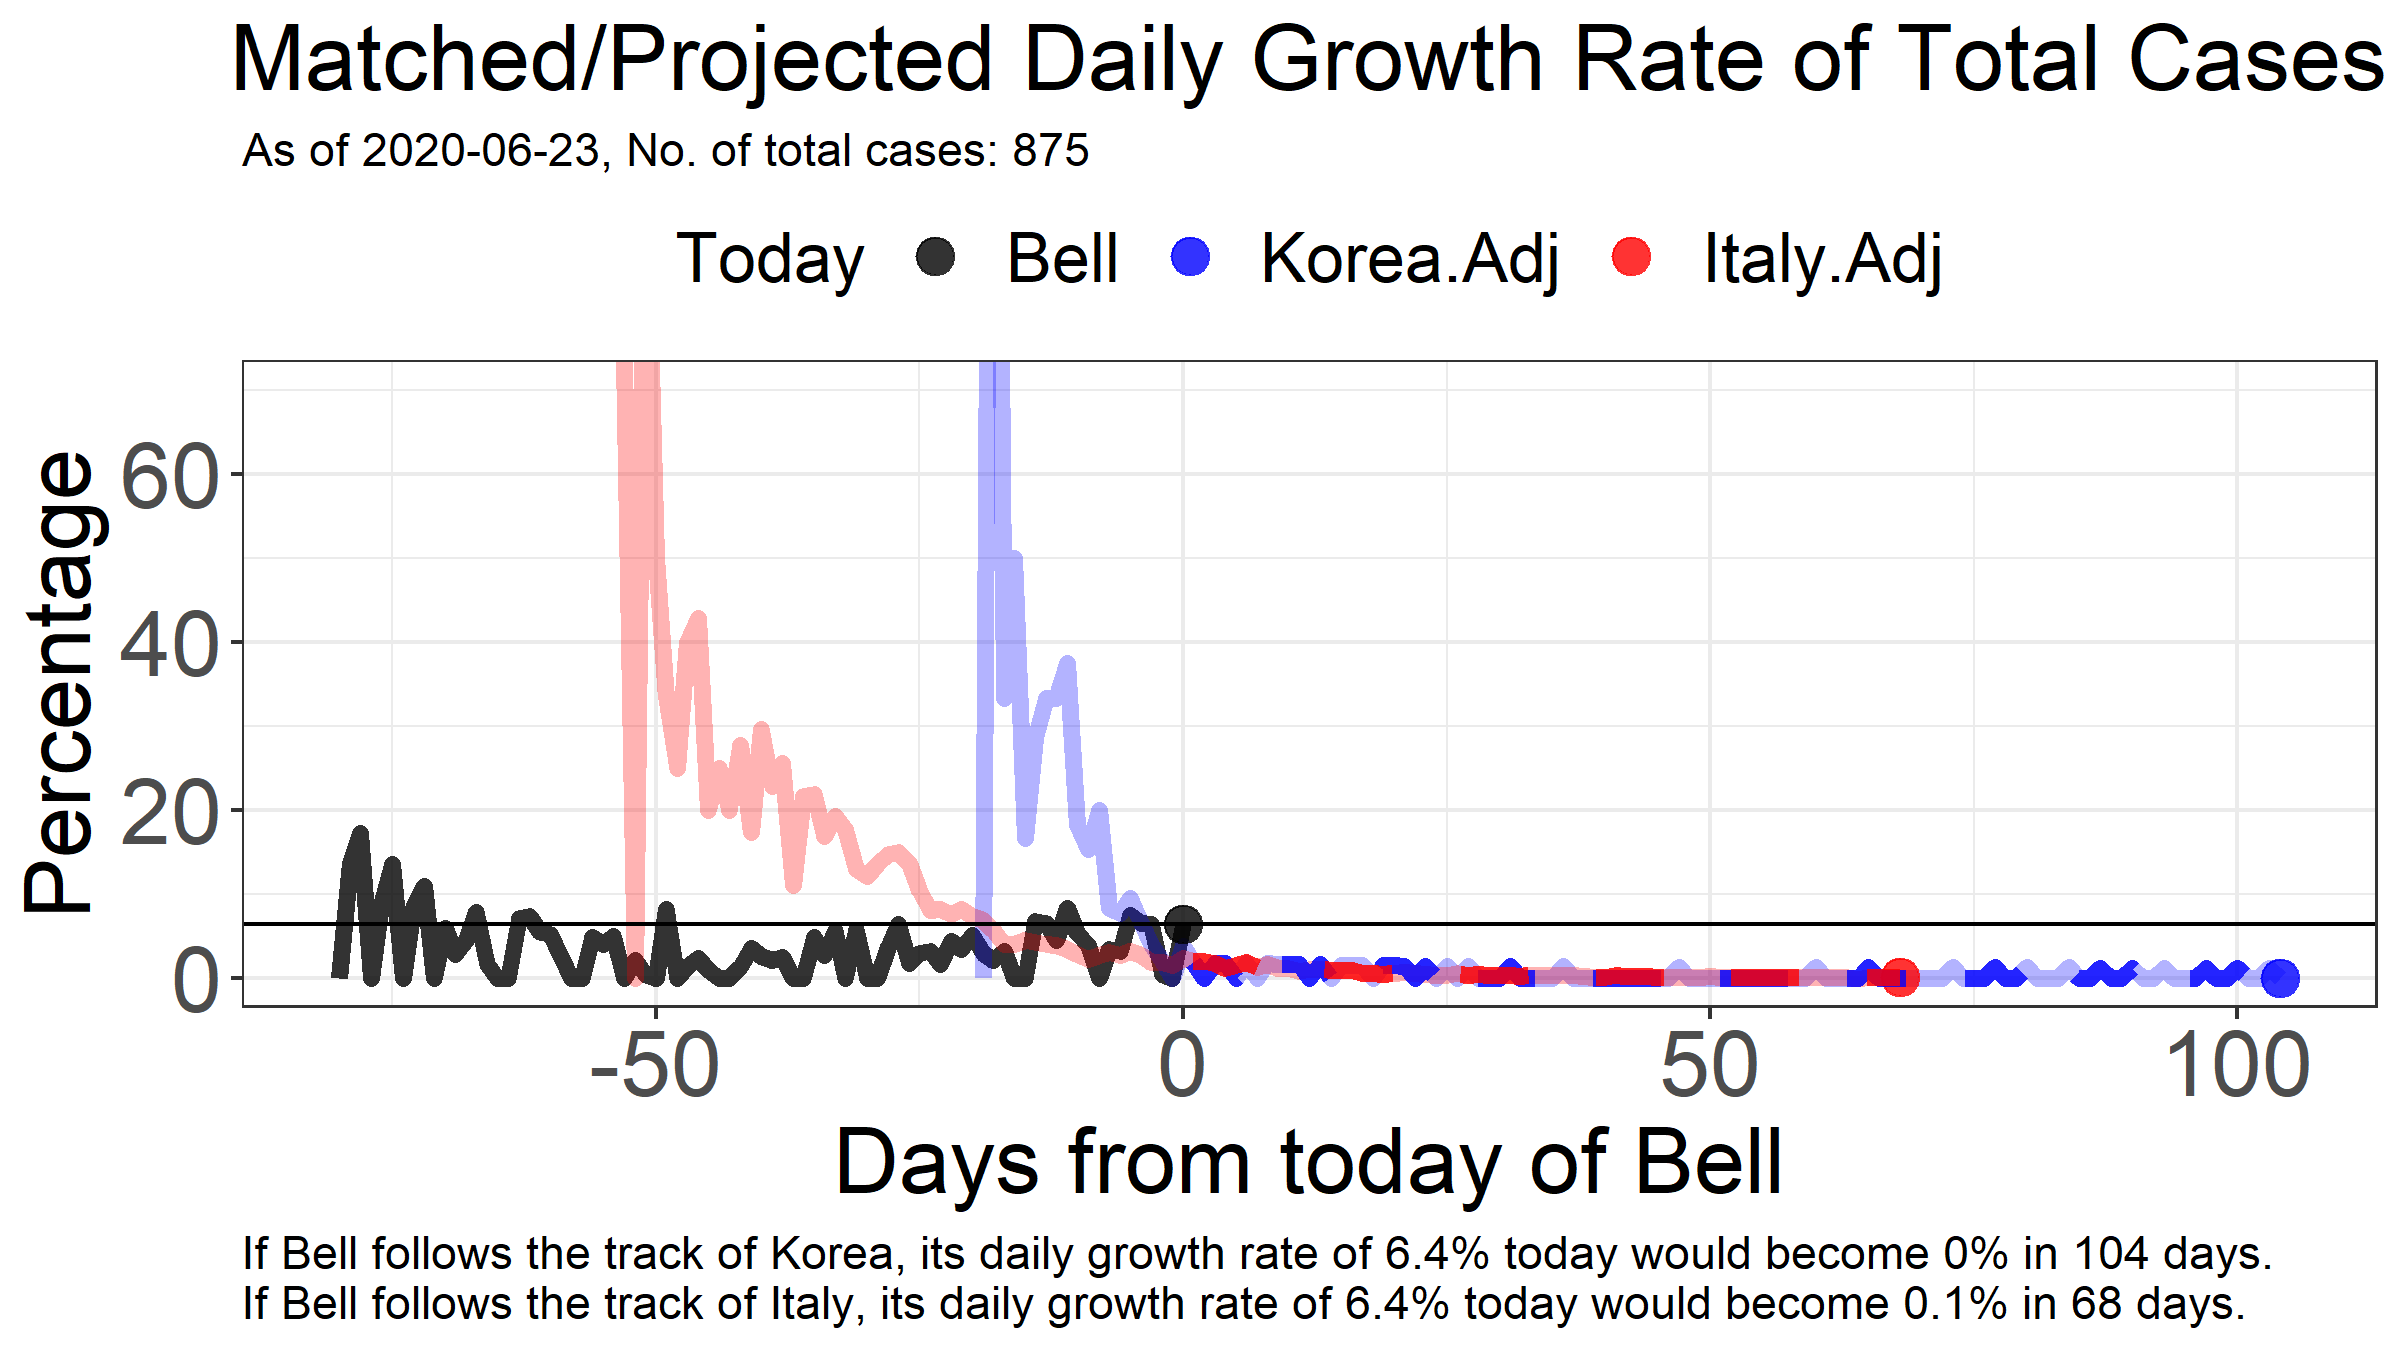 Matched/Projected Daily Growth Rate of Total Cases
As of 2020-06-23, No. of total cases: 875
Today Bell Korea.Adj Italy.Adj
Percentage
60
40
20
0
-50 0 50 100
Days from today of Bell
If Bell follows the track of Korea, its daily growth rate of 6.4% today would become 0% in 104 days.
If Bell follows the track of Italy, its daily growth rate of 6.4% today would become 0.1% in 68 days.